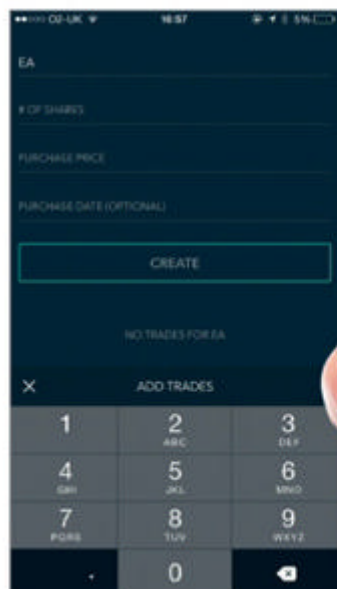 O2-UK 16:57 5%
EA
# OF SHARES
PURCHASE PRICE
PURCHASE DATE (OPTIONAL)
CREATE
NO TRADES FOR EA
ADD TRADES
1 2 3
ABC DEF
4 5 6
GHI JKL MNO
7 8 9
PQRS TUV WXYZ
. 0